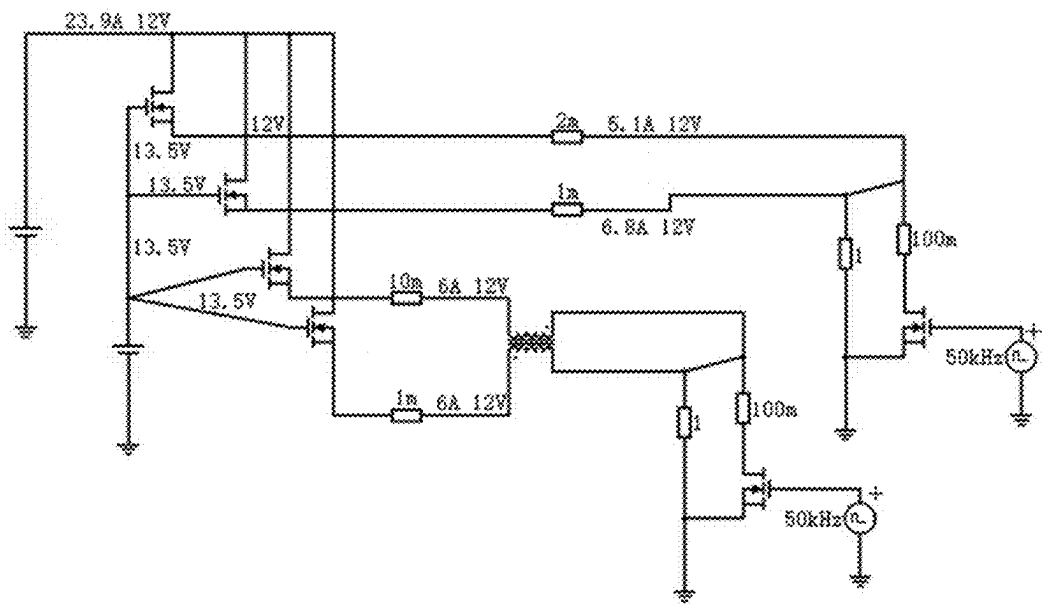 23.9A 12V
2m
5.1A 12V
12V
13.5V
13.5V
1m
6.8A 12V
13.5V
100m
1
10m
6A 12V
13.5V
50kHz
+
1m
6A 12V
100m
1
50kHz
+